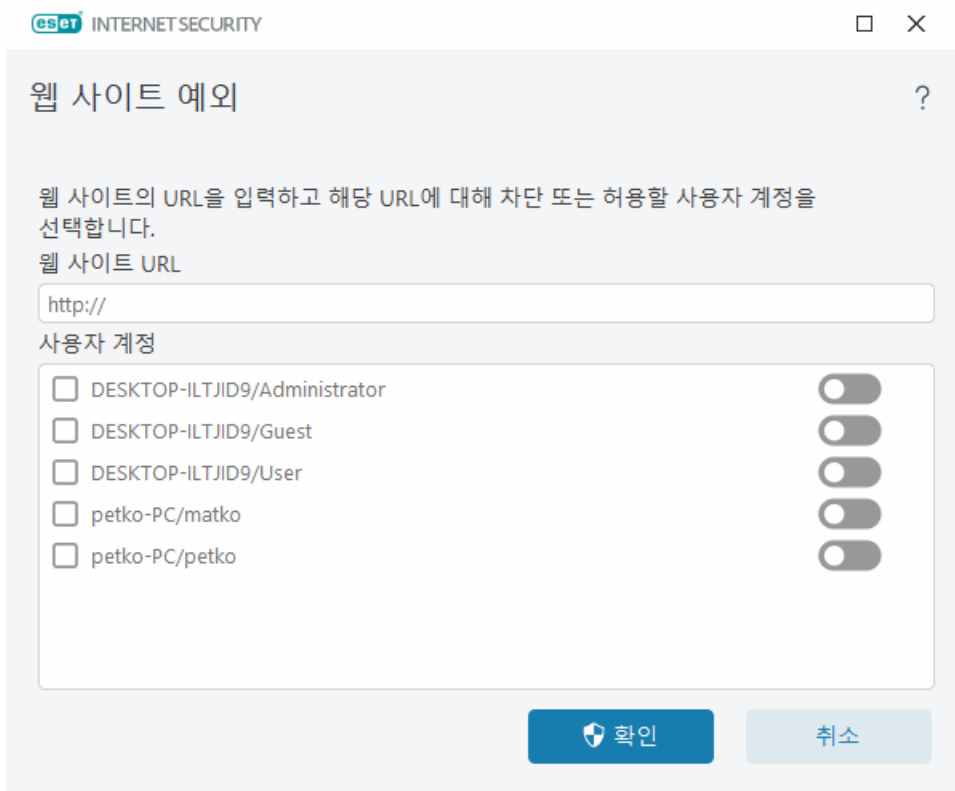 eset INTERNET SECURITY
웹 사이트 예외
?
웹 사이트의 URL을 입력하고 해당 URL에 대해 차단 또는 허용할 사용자 계정을
선택합니다.
웹 사이트 URL
http://
사용자 계정
DESKTOP-ILTJID9/Administrator
DESKTOP-ILTJID9/Guest
DESKTOP-ILTJID9/User
petko-PC/matko
petko-PC/petko
확인
취소